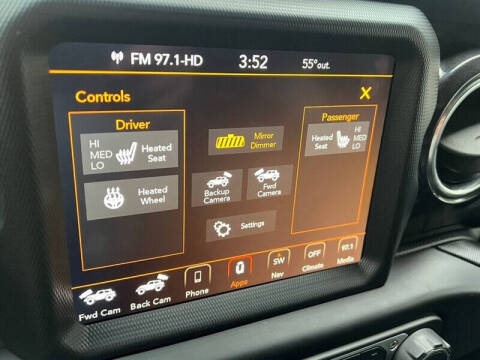 FM 97.1-HD
3:52
55°out.
Controls
X
Driver
HI
MED
LO
Heated
Seat
Heated
Wheel
Mirror
Dimmer
Backup
Camera
Fwd
Camera
Settings
Passenger
Heated
Seat
HI
MED
LO
Fwd Cam
Back Cam
Phone
Apps
SW
Nav
OFF
Climate
97.1
Media